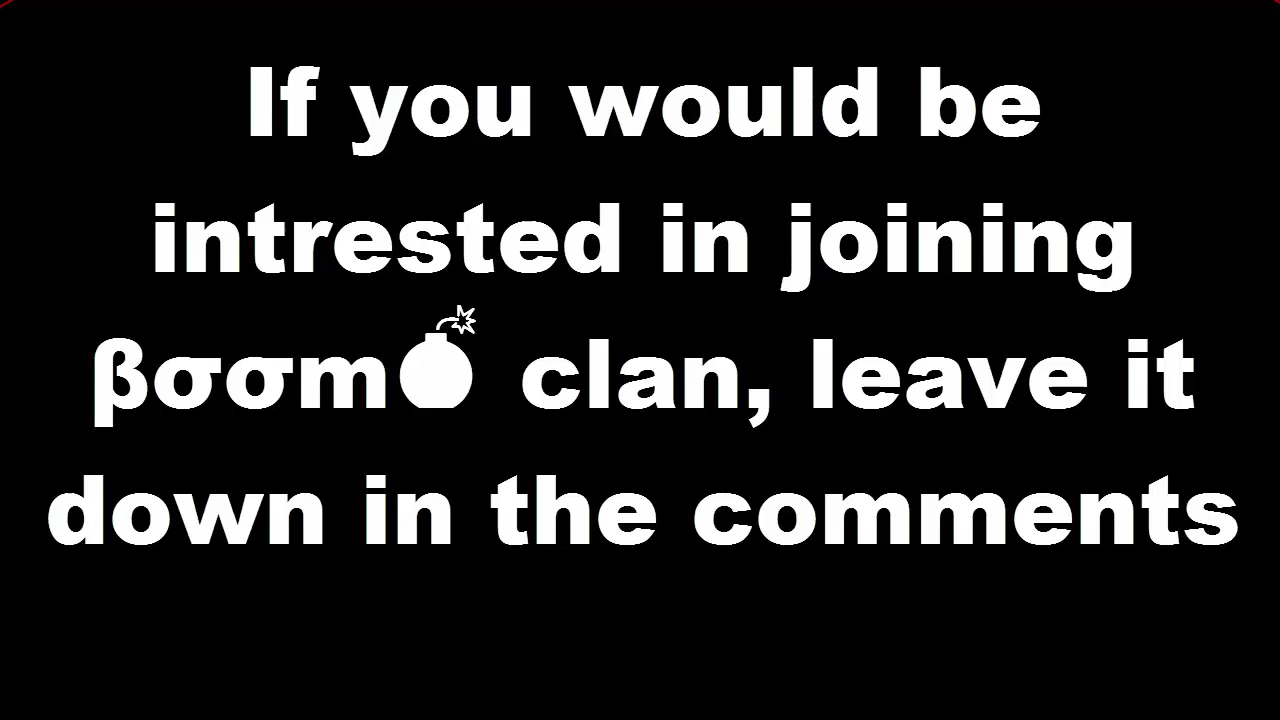 If you would be
intrested in joining
βσσm💣 clan, leave it
down in the comments